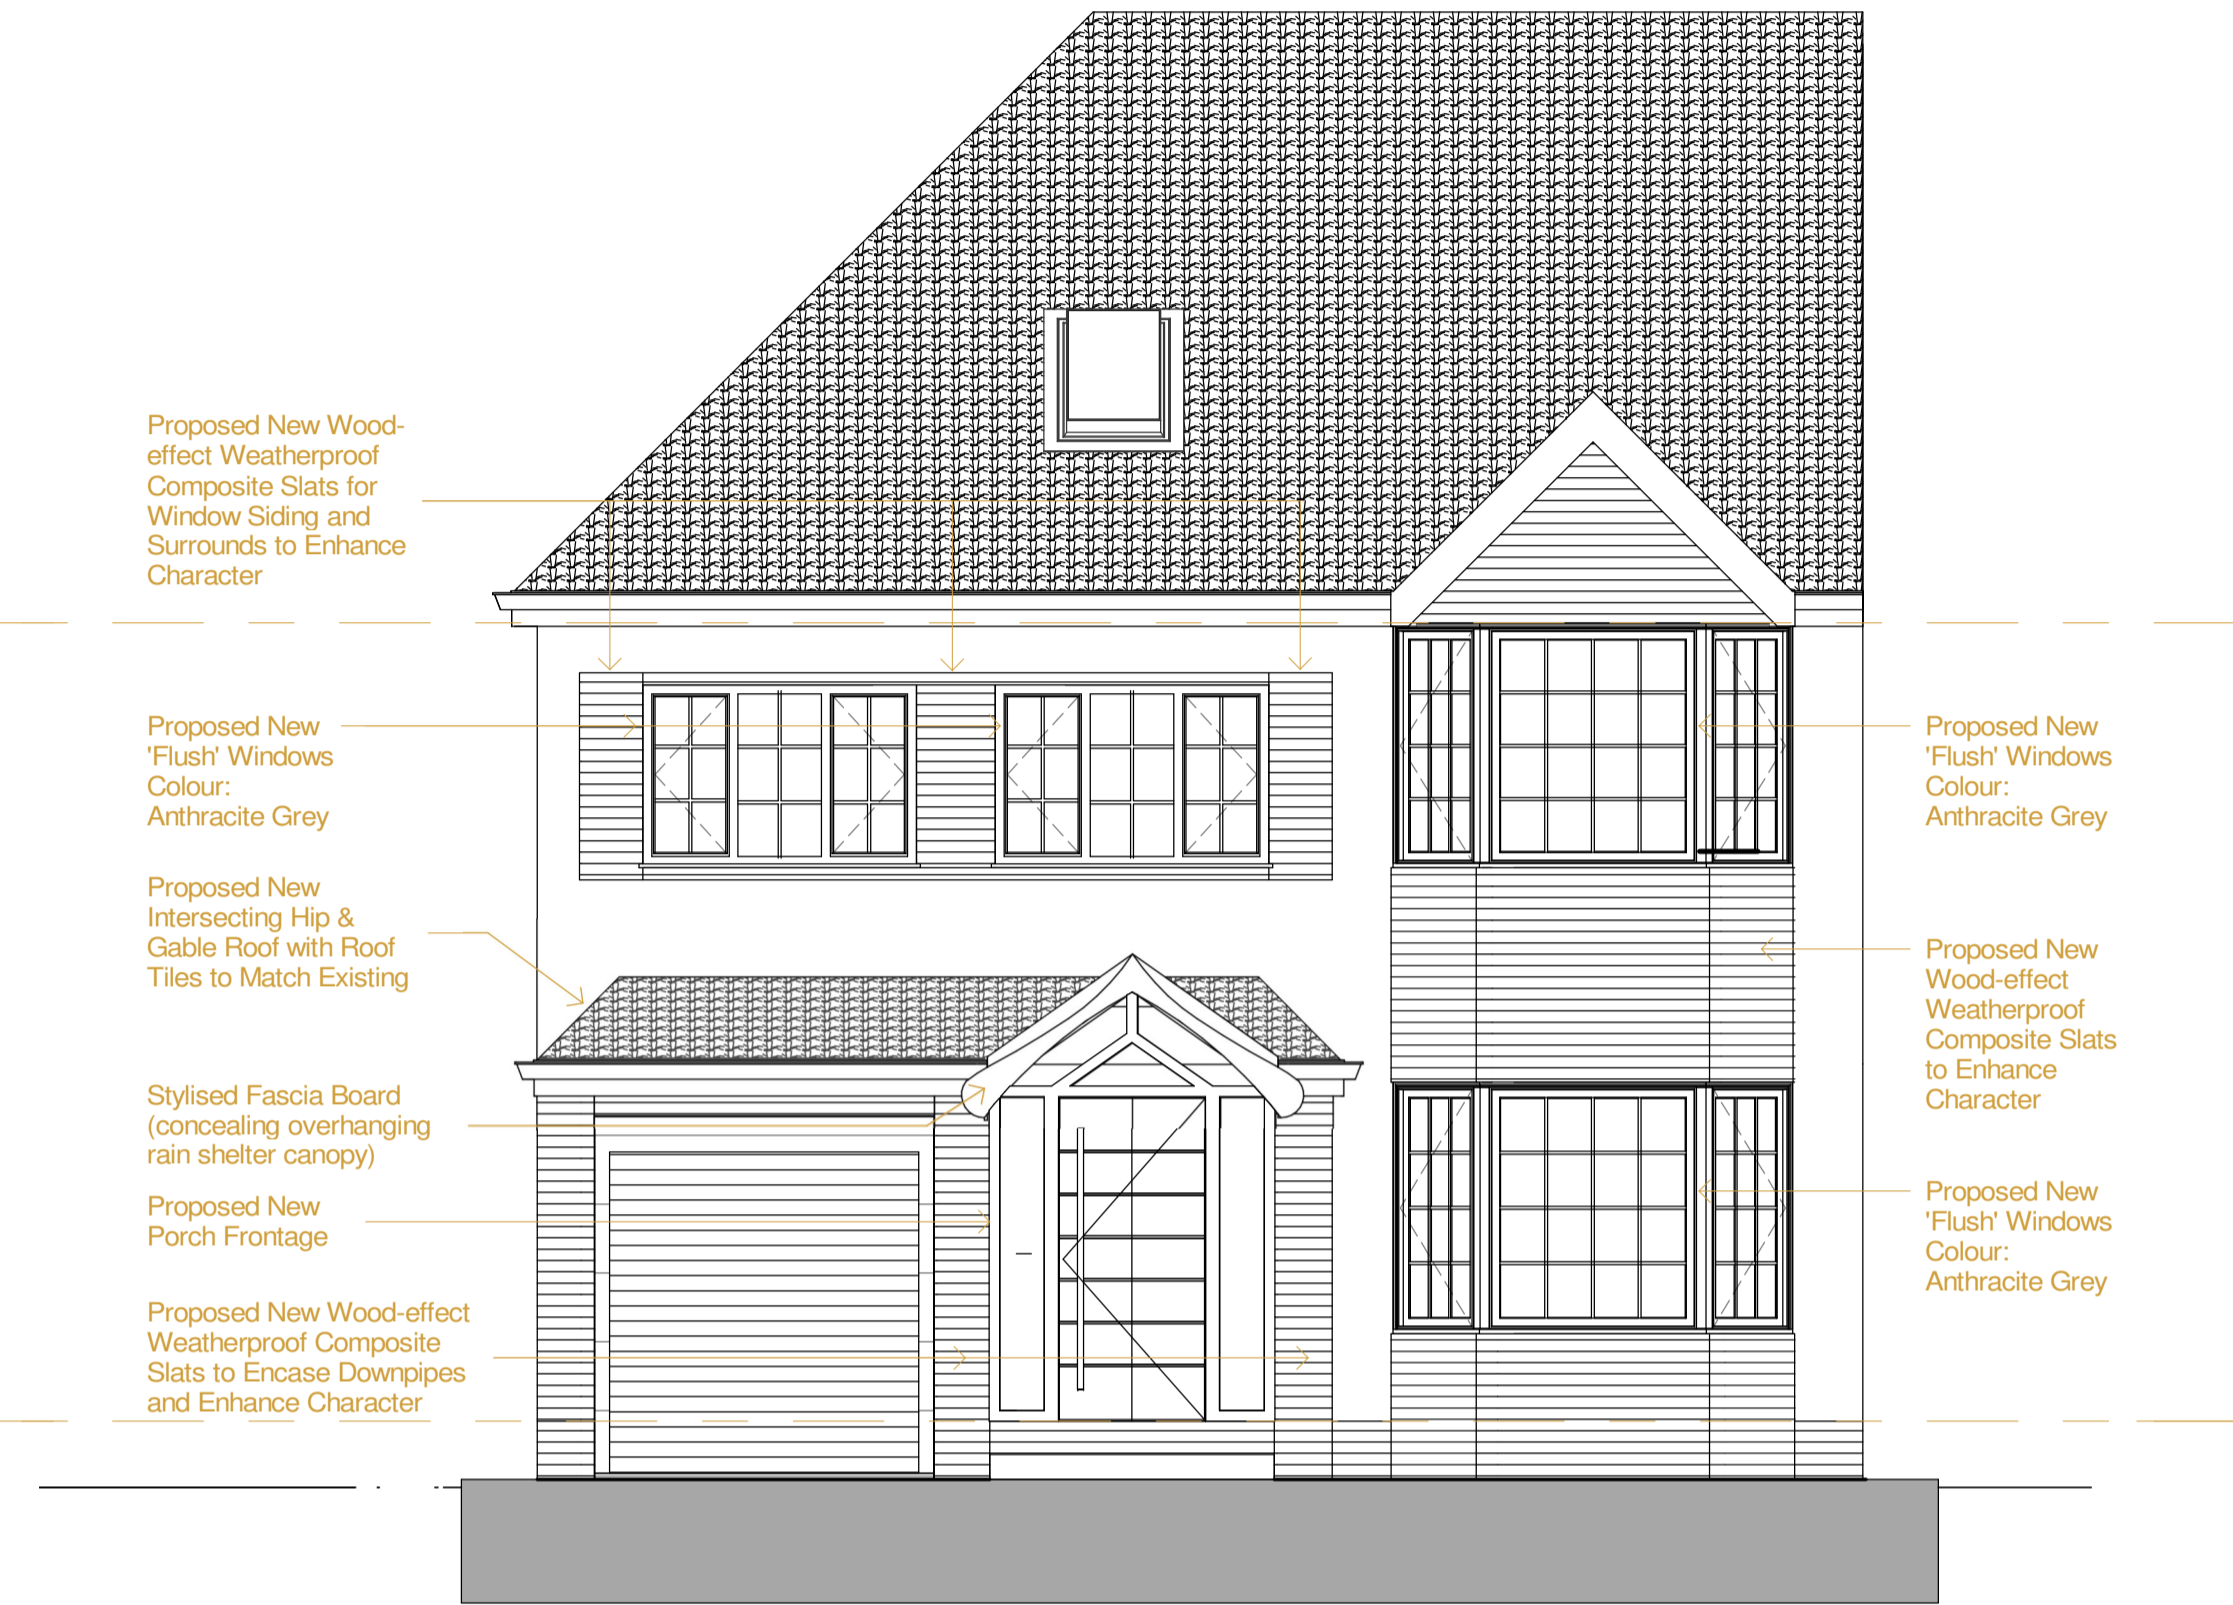 Proposed New Wood-
effect Weatherproof
Composite Slats for
Window Siding and
Surrounds to Enhance
Character
Proposed New
'Flush' Windows
Colour:
Anthracite Grey
Proposed New
Intersecting Hip &
Gable Roof with Roof
Tiles to Match Existing
Stylised Fascia Board
(concealing overhanging
rain shelter canopy)
Proposed New
Porch Frontage
Proposed New Wood-effect
Weatherproof Composite
Slats to Encase Downpipes
and Enhance Character
Proposed New
'Flush' Windows
Colour:
Anthracite Grey
Proposed New
Wood-effect
Weatherproof
Composite Slats
to Enhance
Character
Proposed New
'Flush' Windows
Colour:
Anthracite Grey